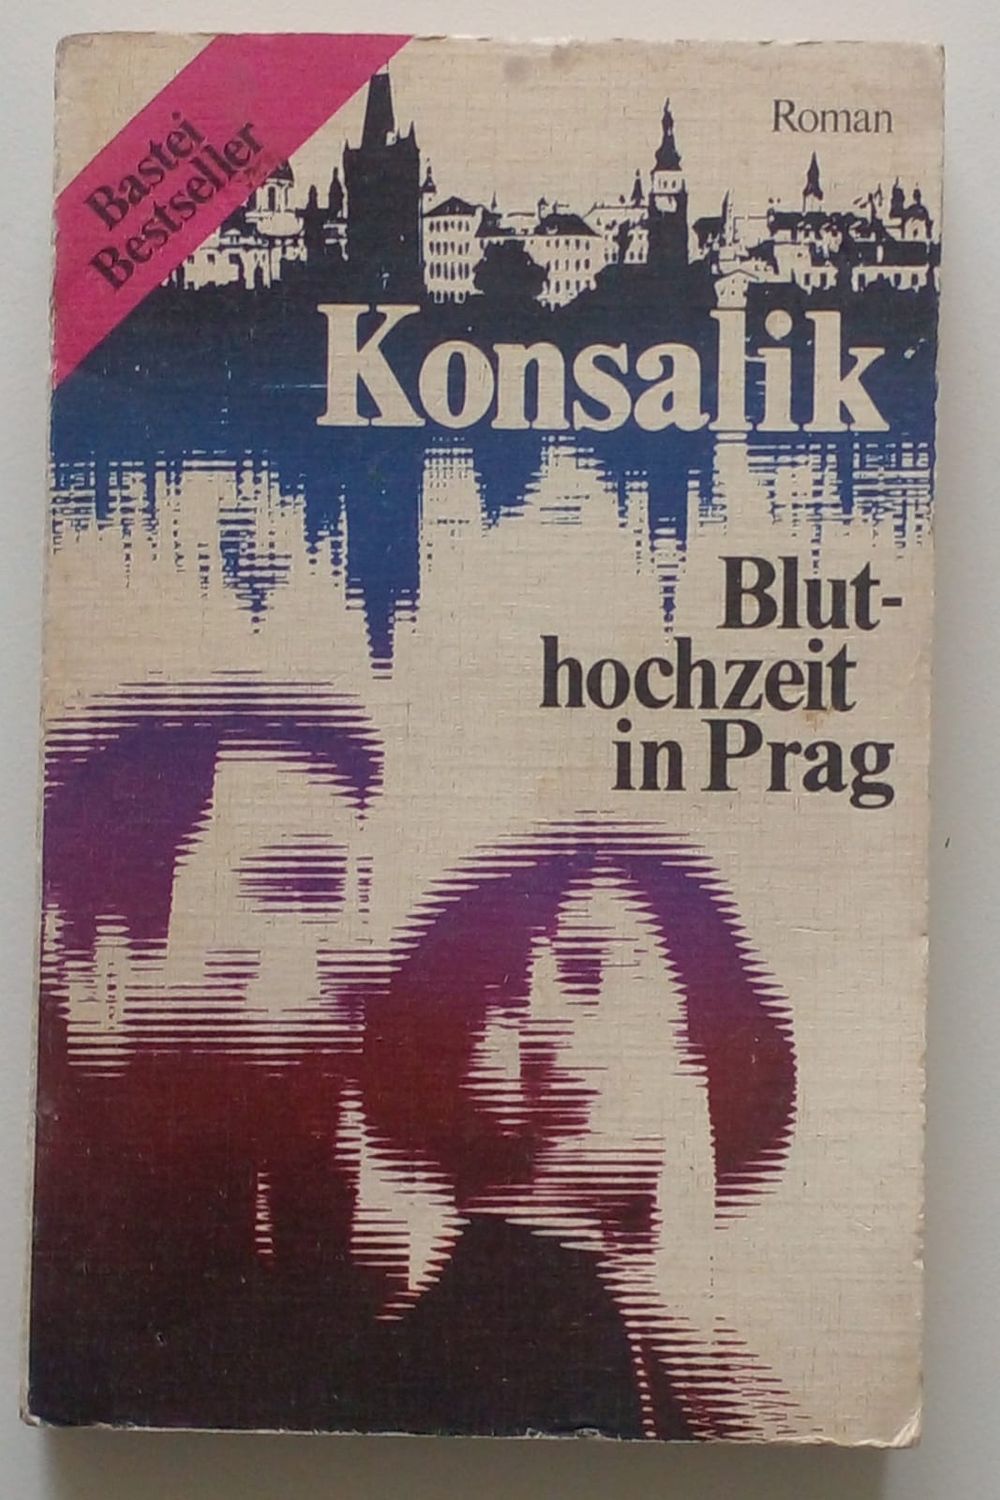 Bastei
Bestseller
Roman
Konsalik
Blut-
hochzeit
in Prag